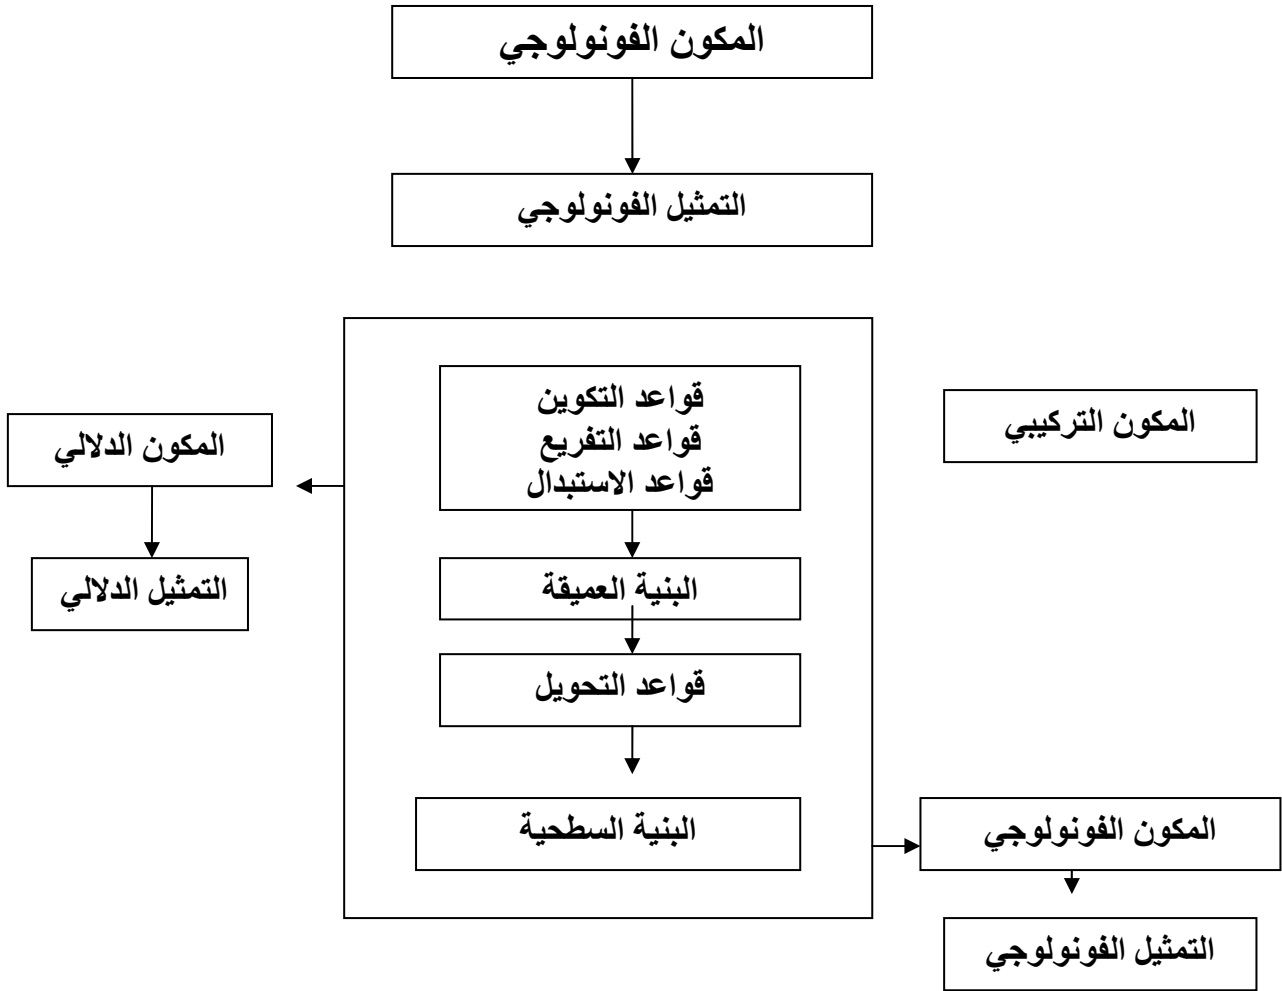 المكون الفونولوجي
التمثيل الفونولوجي
قواعد التكوين
قواعد التفريع
قواعد الاستبدال
المكون التركيبي
المكون الدلالي
البنية العميقة
التمثيل الدلالي
قواعد التحويل
البنية السطحية
المكون الفونولوجي
التمثيل الفونولوجي